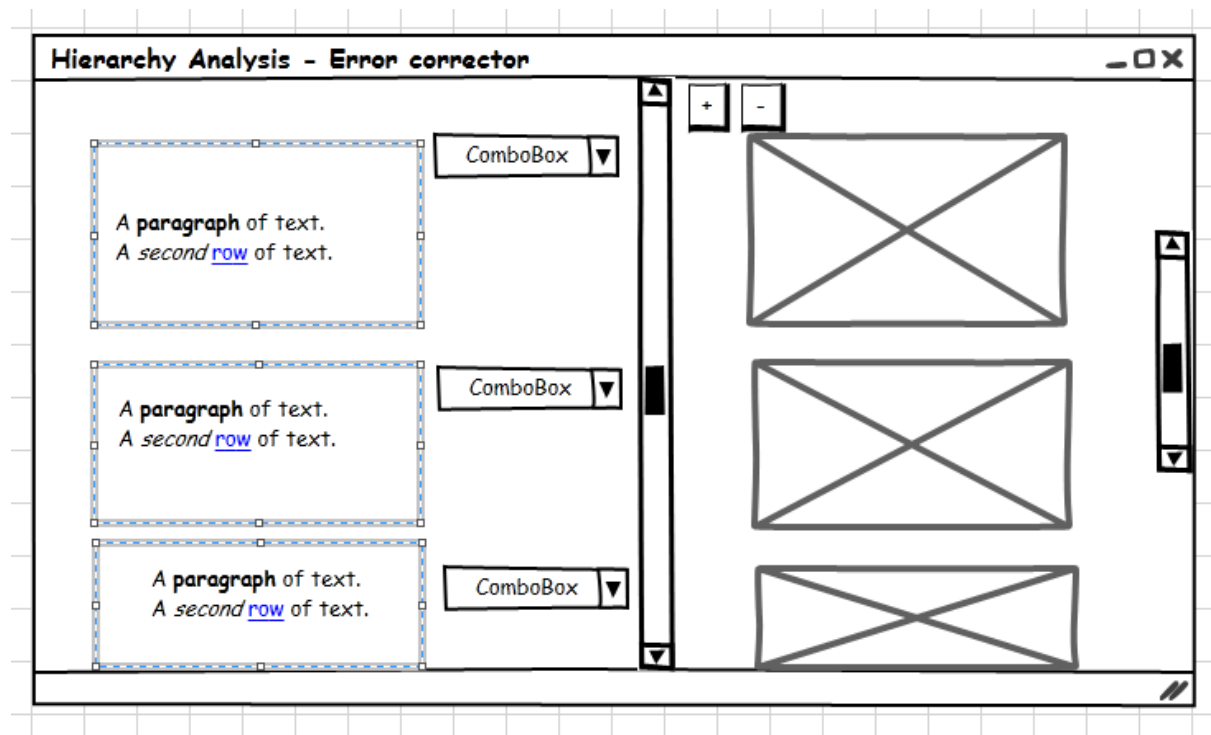 Hierarchy Analysis - Error corrector
+ -
ComboBox
A paragraph of text.
A second row of text.
ComboBox
A paragraph of text.
A second row of text.
ComboBox
A paragraph of text.
A second row of text.